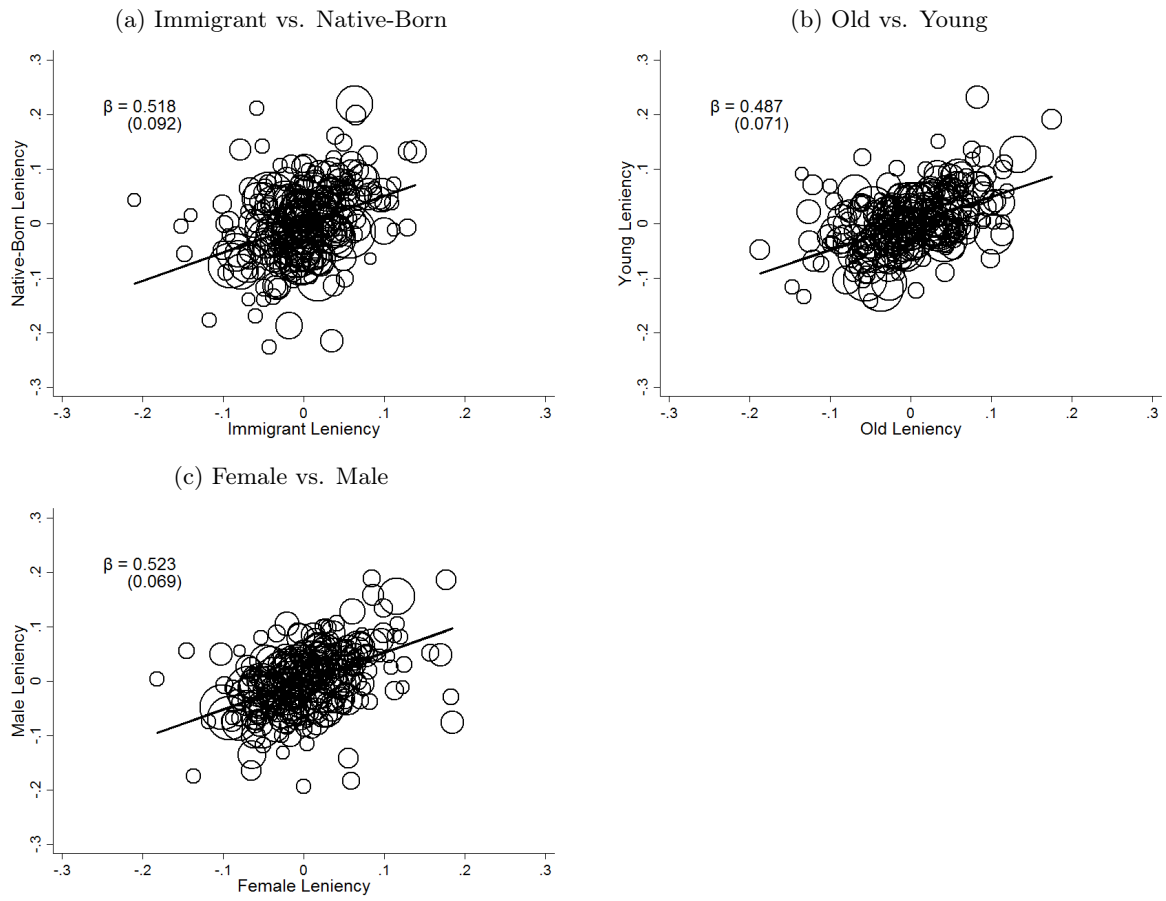 (a) Immigrant vs. Native-Born
.3
.2
.1
0
-.1
-.2
-.3
Native-Born Leniency
β = 0.518
(0.092)
-.3 -.2 -.1 0 .1 .2 .3
Immigrant Leniency
(b) Old vs. Young
.3
.2
.1
0
-.1
-.2
-.3
Young Leniency
β = 0.487
(0.071)
-.3 -.2 -.1 0 .1 .2 .3
Old Leniency
(c) Female vs. Male
.3
.2
.1
0
-.1
-.2
-.3
Male Leniency
β = 0.523
(0.069)
-.3 -.2 -.1 0 .1 .2 .3
Female Leniency